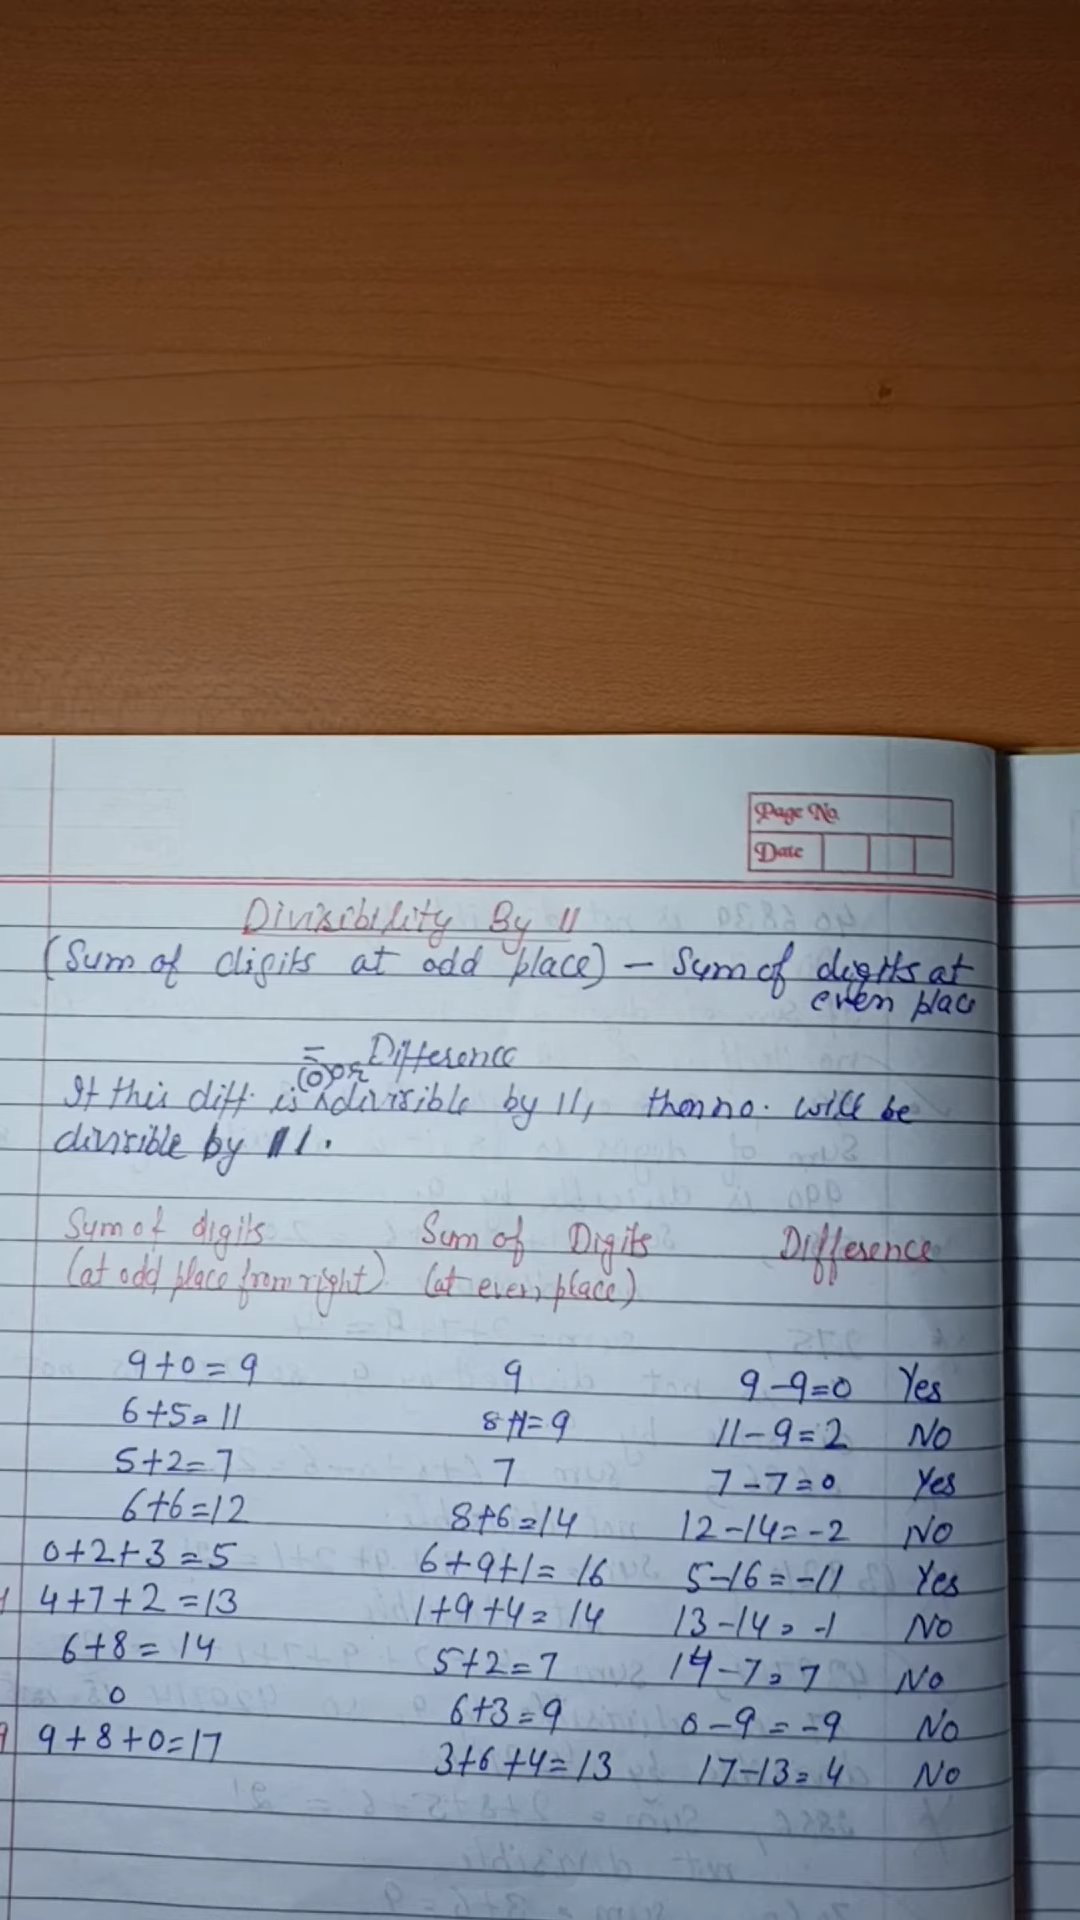 Page No.
Date
Divisibility By 11
(Sum of digits at odd place) - Sum of digits at
even plac
= Difference
(0) or
If this diff. is divisible by 11, then no. will be
divisible by 11.
Sum of digits Sum of Digits Difference
(at odd place from right) (at even place)
9+0=9 9 9-9=0 Yes
6+5=11 8+1=9 11-9=2 NO
5+2=7 7 7-7=0 Yes
6+6=12 8+6=14 12-14=-2 NO
0+2+3=5 6+9+1=16 5-16=-11 Yes
4+7+2=13 1+9+4=14 13-14=-1 NO
6+8=14 5+2=7 14-7=7 No
0 6+3=9 0-9=-9 No
9+8+0=17 3+6+4=13 17-13=4 No